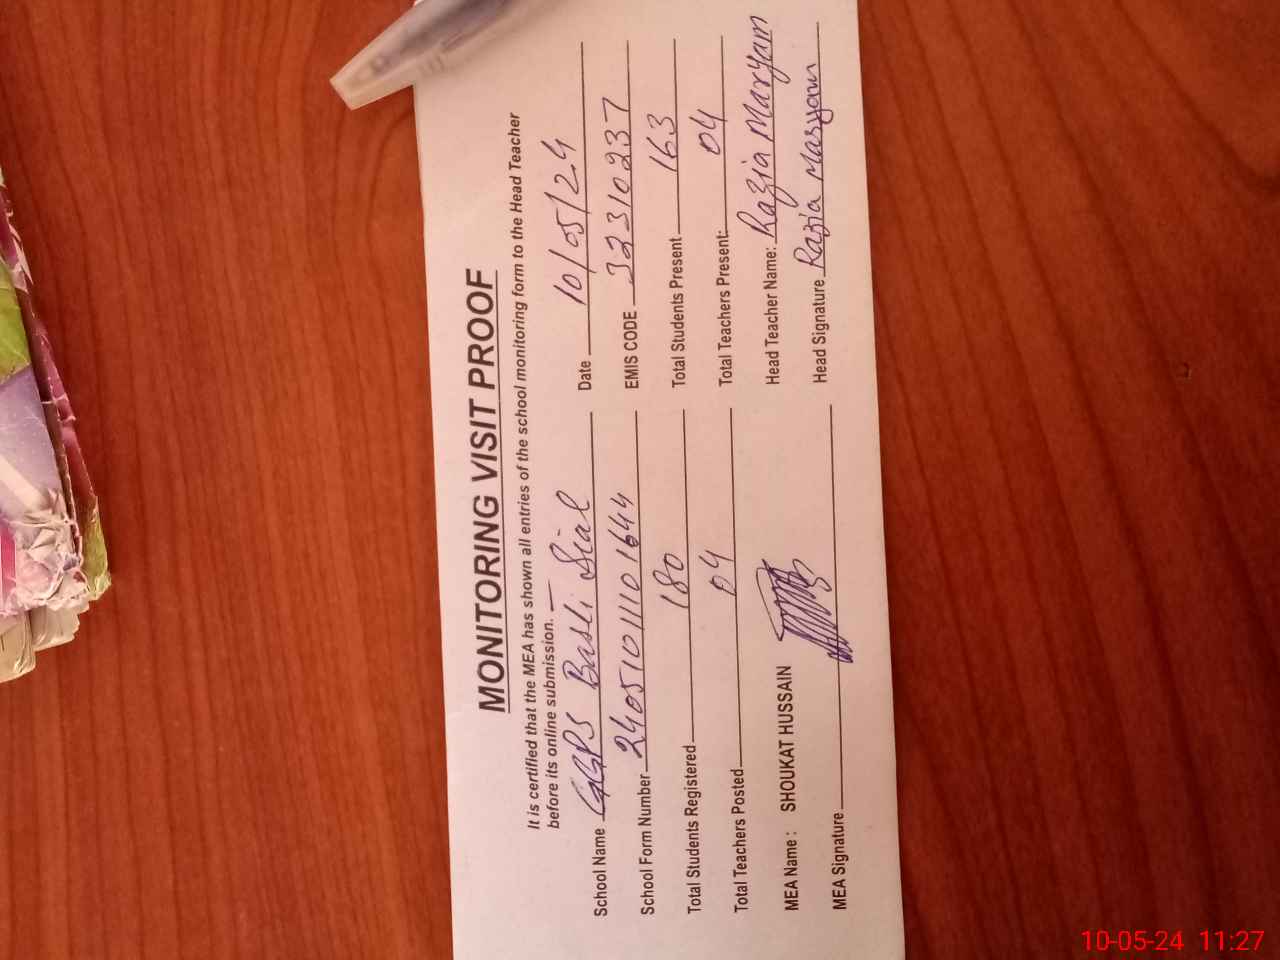 MONITORING VISIT PROOF
It is certified that the MEA has shown all entries of the school monitoring form to the Head Teacher
before its online submission.
School Name GGPS Basti Sial Date 10/05/24
School Form Number 24051011101644 EMIS CODE 32310237
Total Students Registered 180 Total Students Present 163
Total Teachers Posted 04 Total Teachers Present: 04
MEA Name : SHOUKAT HUSSAIN Head Teacher Name: Razia Maryam
MEA Signature Head Signature Razia Maryam
10-05-24 11:27